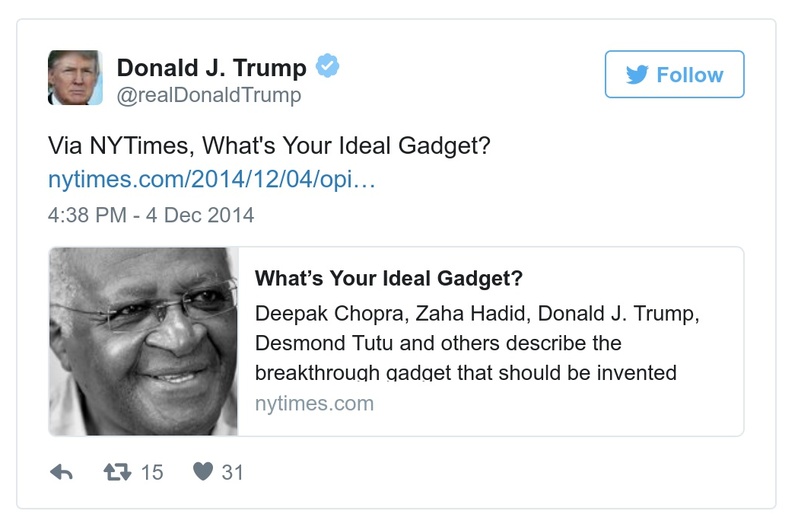 Donald J. Trump
@realDonaldTrump
Follow
Via NYTimes, What's Your Ideal Gadget?
nytimes.com/2014/12/04/opi…
4:38 PM - 4 Dec 2014
What’s Your Ideal Gadget?
Deepak Chopra, Zaha Hadid, Donald J. Trump,
Desmond Tutu and others describe the
breakthrough gadget that should be invented
nytimes.com
15
31